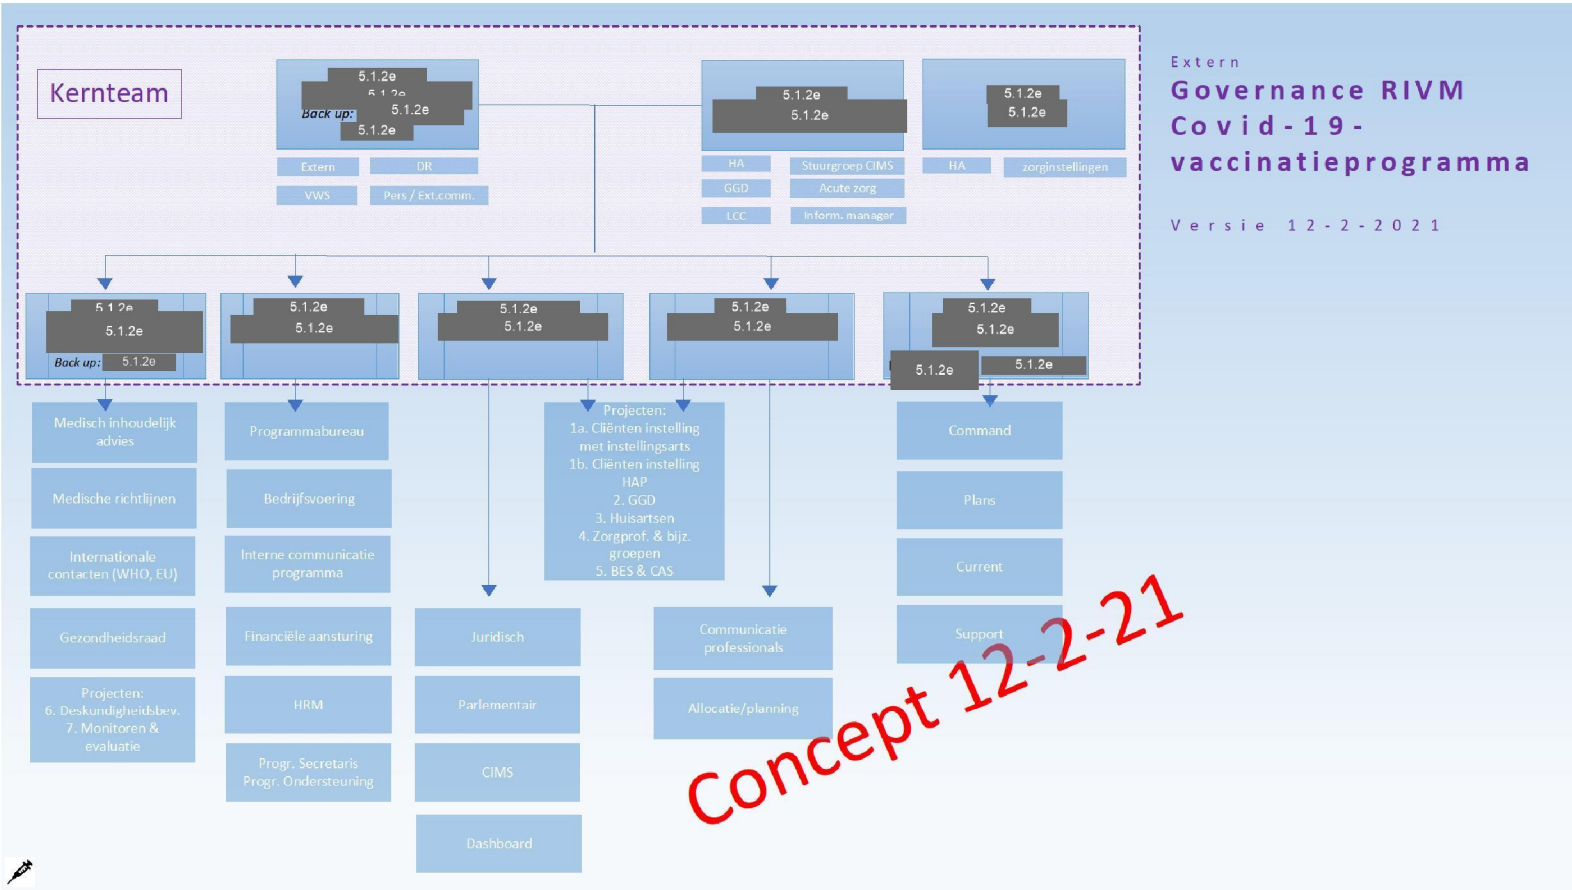 Kernteam
5.1.2e
5.1.2e
Back up: 5.1.2e
5.1.2e
Extern
DR
VWS
Pers / Ext.comm.
5.1.2e
5.1.2e
HA
Stuurgroep CIMS
GGD
Acute zorg
LCC
Inform. manager
5.1.2e
5.1.2e
HA
zorginstellingen
Extern
Governance RIVM
Covid-19-
vaccinatieprogramma
Versie 12-2-2021
5.1.2e
5.1.2e
Back up: 5.1.2e
5.1.2e
5.1.2e
5.1.2e
5.1.2e
5.1.2e
5.1.2e
5.1.2e
5.1.2e
5.1.2e
5.1.2e
Medisch inhoudelijk
advies
Medische richtlijnen
Internationale
contacten (WHO, EU)
Gezondheidsraad
Projecten:
6. Deskundigheidsbev.
7. Monitoren &
evaluatie
Programmabureau
Bedrijfsvoering
Interne communicatie
programma
Financiële aansturing
HRM
Progr. Secretaris
Progr. Ondersteuning
Juridisch
Parlementair
CIMS
Dashboard
Projecten:
1a. Cliënten instelling
met instellingsarts
1b. Cliënten instelling
HAP
2. GGD
3. Huisartsen
4. Zorgprof. & bijz.
groepen
5. BES & CAS
Communicatie
professionals
Allocatie/planning
Command
Plans
Current
Support
Concept 12-2-21